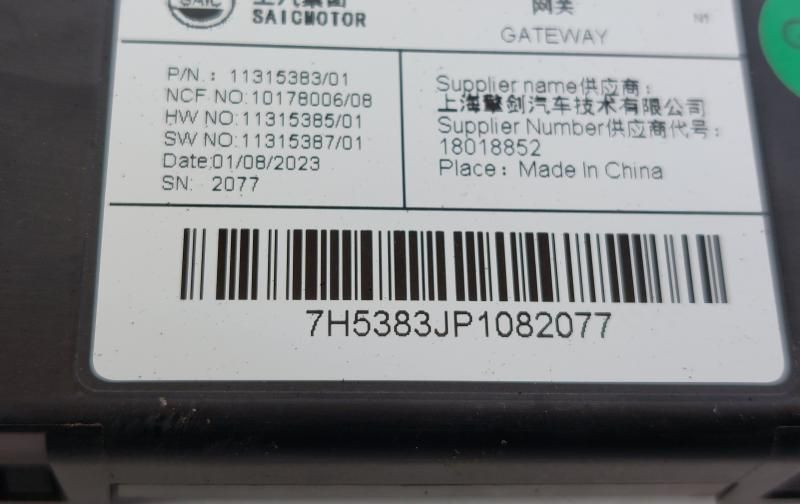 SAIC
SAICMOTOR
网关
GATEWAY
P/N.： 11315383/01
NCF NO:10178006/08
HW NO:11315385/01
SW NO:11315387/01
Date:01/08/2023
SN: 2077
Supplier name供应商：
上海擎剑汽车技术有限公司
Supplier Number供应商代号：
18018852
Place： Made In China
7H5383JP1082077